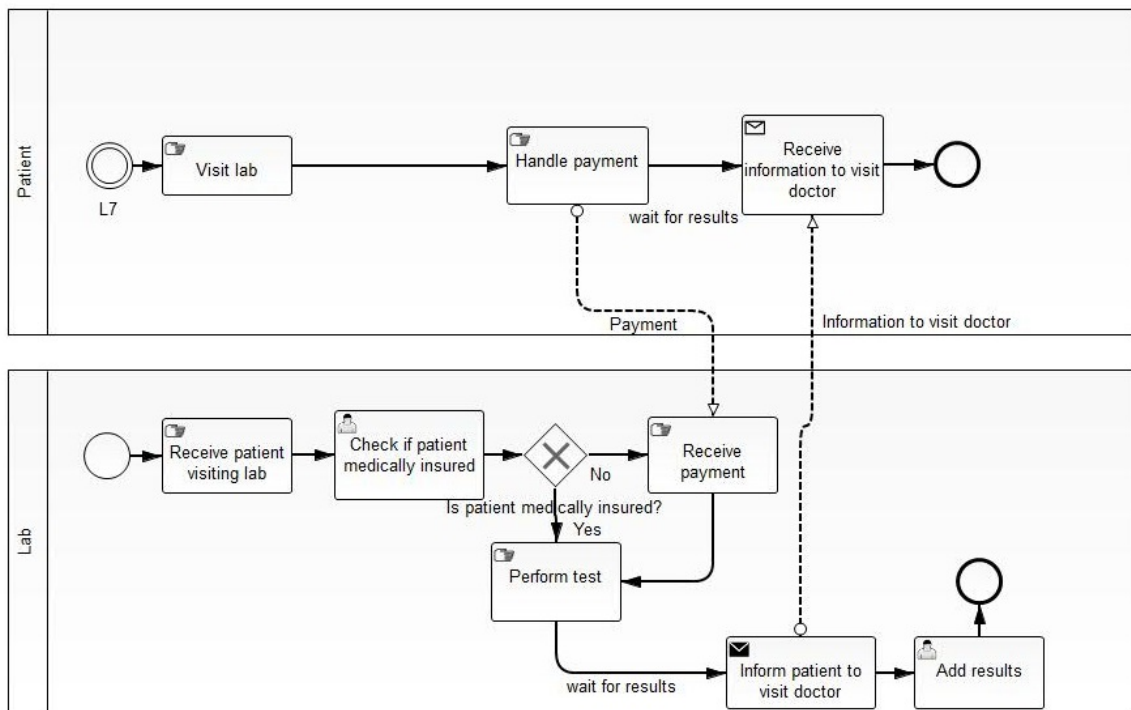 Patient
L7
Visit lab
Handle payment
Receive
information to visit
doctor
wait for results
Payment
Information to visit doctor
Lab
Receive patient
visiting lab
Check if patient
medically insured
No
Receive
payment
Is patient medically insured?
Yes
Perform test
wait for results
Inform patient to
visit doctor
Add results